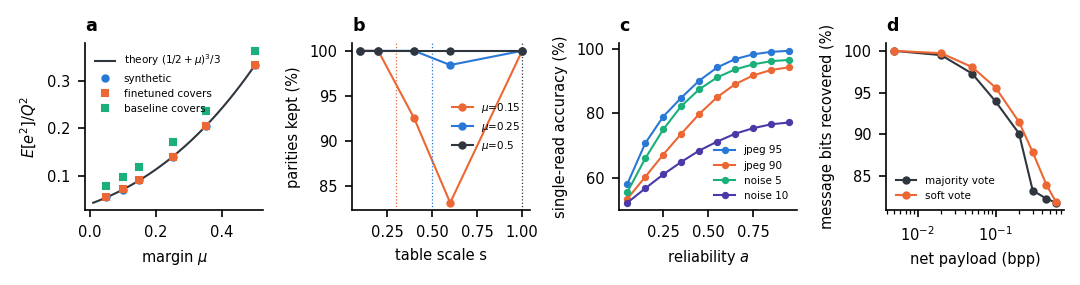 a
theory (1/2 + μ)³/3
synthetic
finetuned covers
baseline covers
0.3
0.2
0.1
E[e²]/Q²
0.0
0.2
0.4
margin μ
b
100
95
90
85
parities kept (%)
μ=0.15
μ=0.25
μ=0.5
0.25
0.50
0.75
1.00
table scale s
c
100
80
60
single-read accuracy (%)
jpeg 95
jpeg 90
noise 5
noise 10
0.25
0.50
0.75
reliability a
d
100
95
90
85
message bits recovered (%)
majority vote
soft vote
10⁻²
10⁻¹
net payload (bpp)